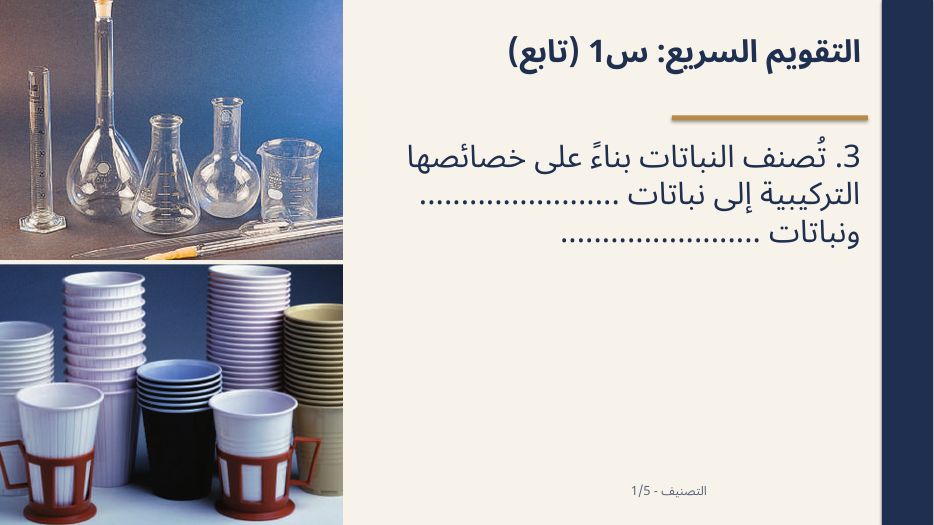 التقويم السريع: س1 (تابع)
3. تُصنف النباتات بناءً على خصائصها
التركيبية إلى نباتات ........................
ونباتات ........................
التصنيف - 1/5